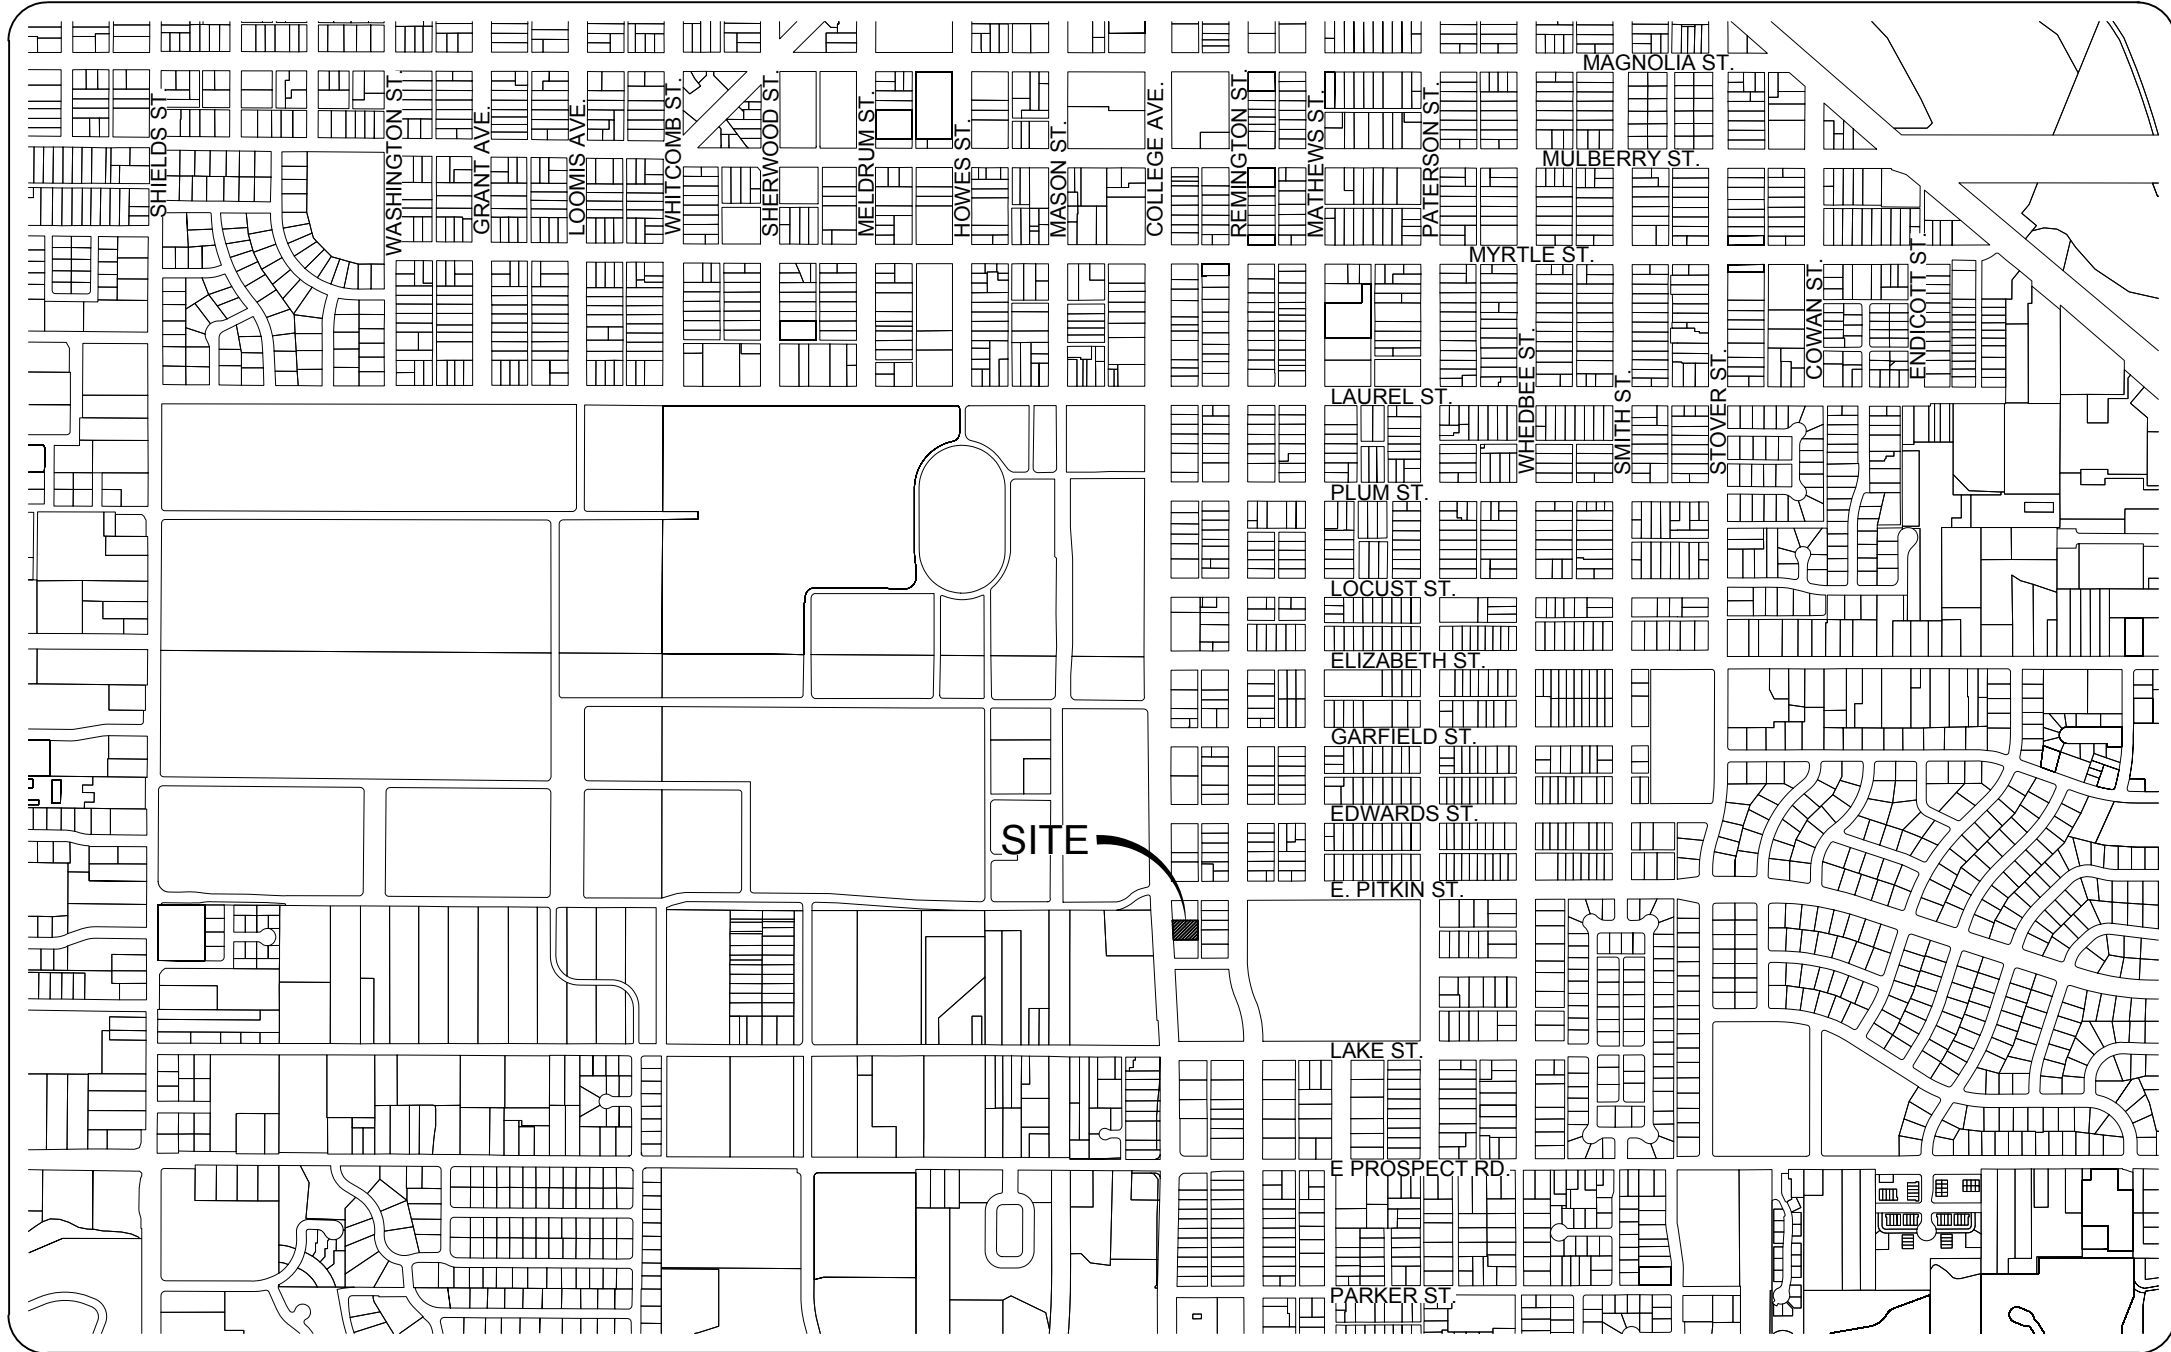 MAGNOLIA ST.
SHIELDS ST.
WASHINGTON ST.
GRANT AVE.
LOOMIS AVE.
WHITCOMB ST.
SHERWOOD ST.
MELDRUM ST.
HOWES ST.
MASON ST.
COLLEGE AVE.
REMINGTON ST.
MATHEWS ST.
PATERSON ST.
MULBERRY ST.
MYRTLE ST.
WHEDBEE ST.
SMITH ST.
STOVER ST.
COWAN ST.
ENDICOTT ST.
LAUREL ST.
PLUM ST.
LOCUST ST.
ELIZABETH ST.
GARFIELD ST.
EDWARDS ST.
SITE
E. PITKIN ST.
LAKE ST.
E PROSPECT RD.
PARKER ST.